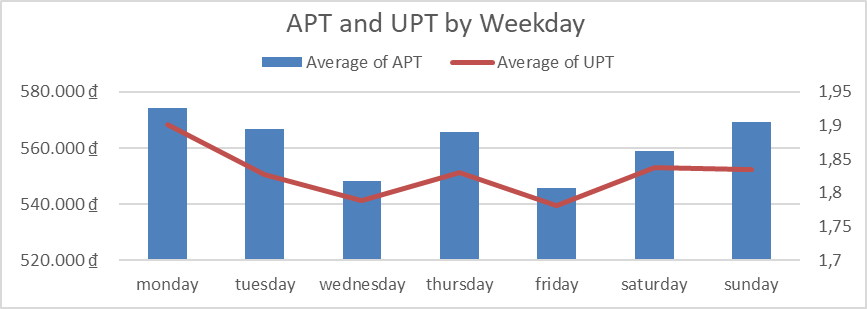 APT and UPT by Weekday
Average of APT Average of UPT
580.000 ₫ 1,95
1,9
560.000 ₫ 1,85
1,8
540.000 ₫ 1,75
520.000 ₫ 1,7
monday tuesday wednesday thursday friday saturday sunday